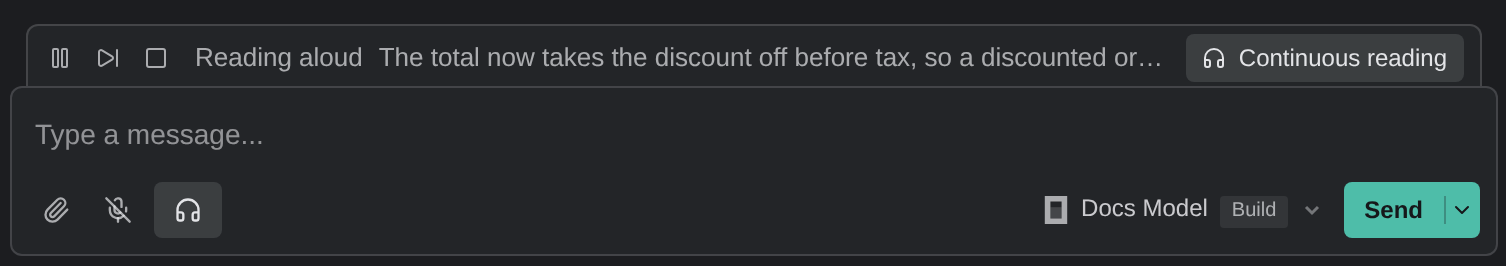 Reading aloud The total now takes the discount off before tax, so a discounted or… Continuous reading
Type a message...
Docs Model Build Send